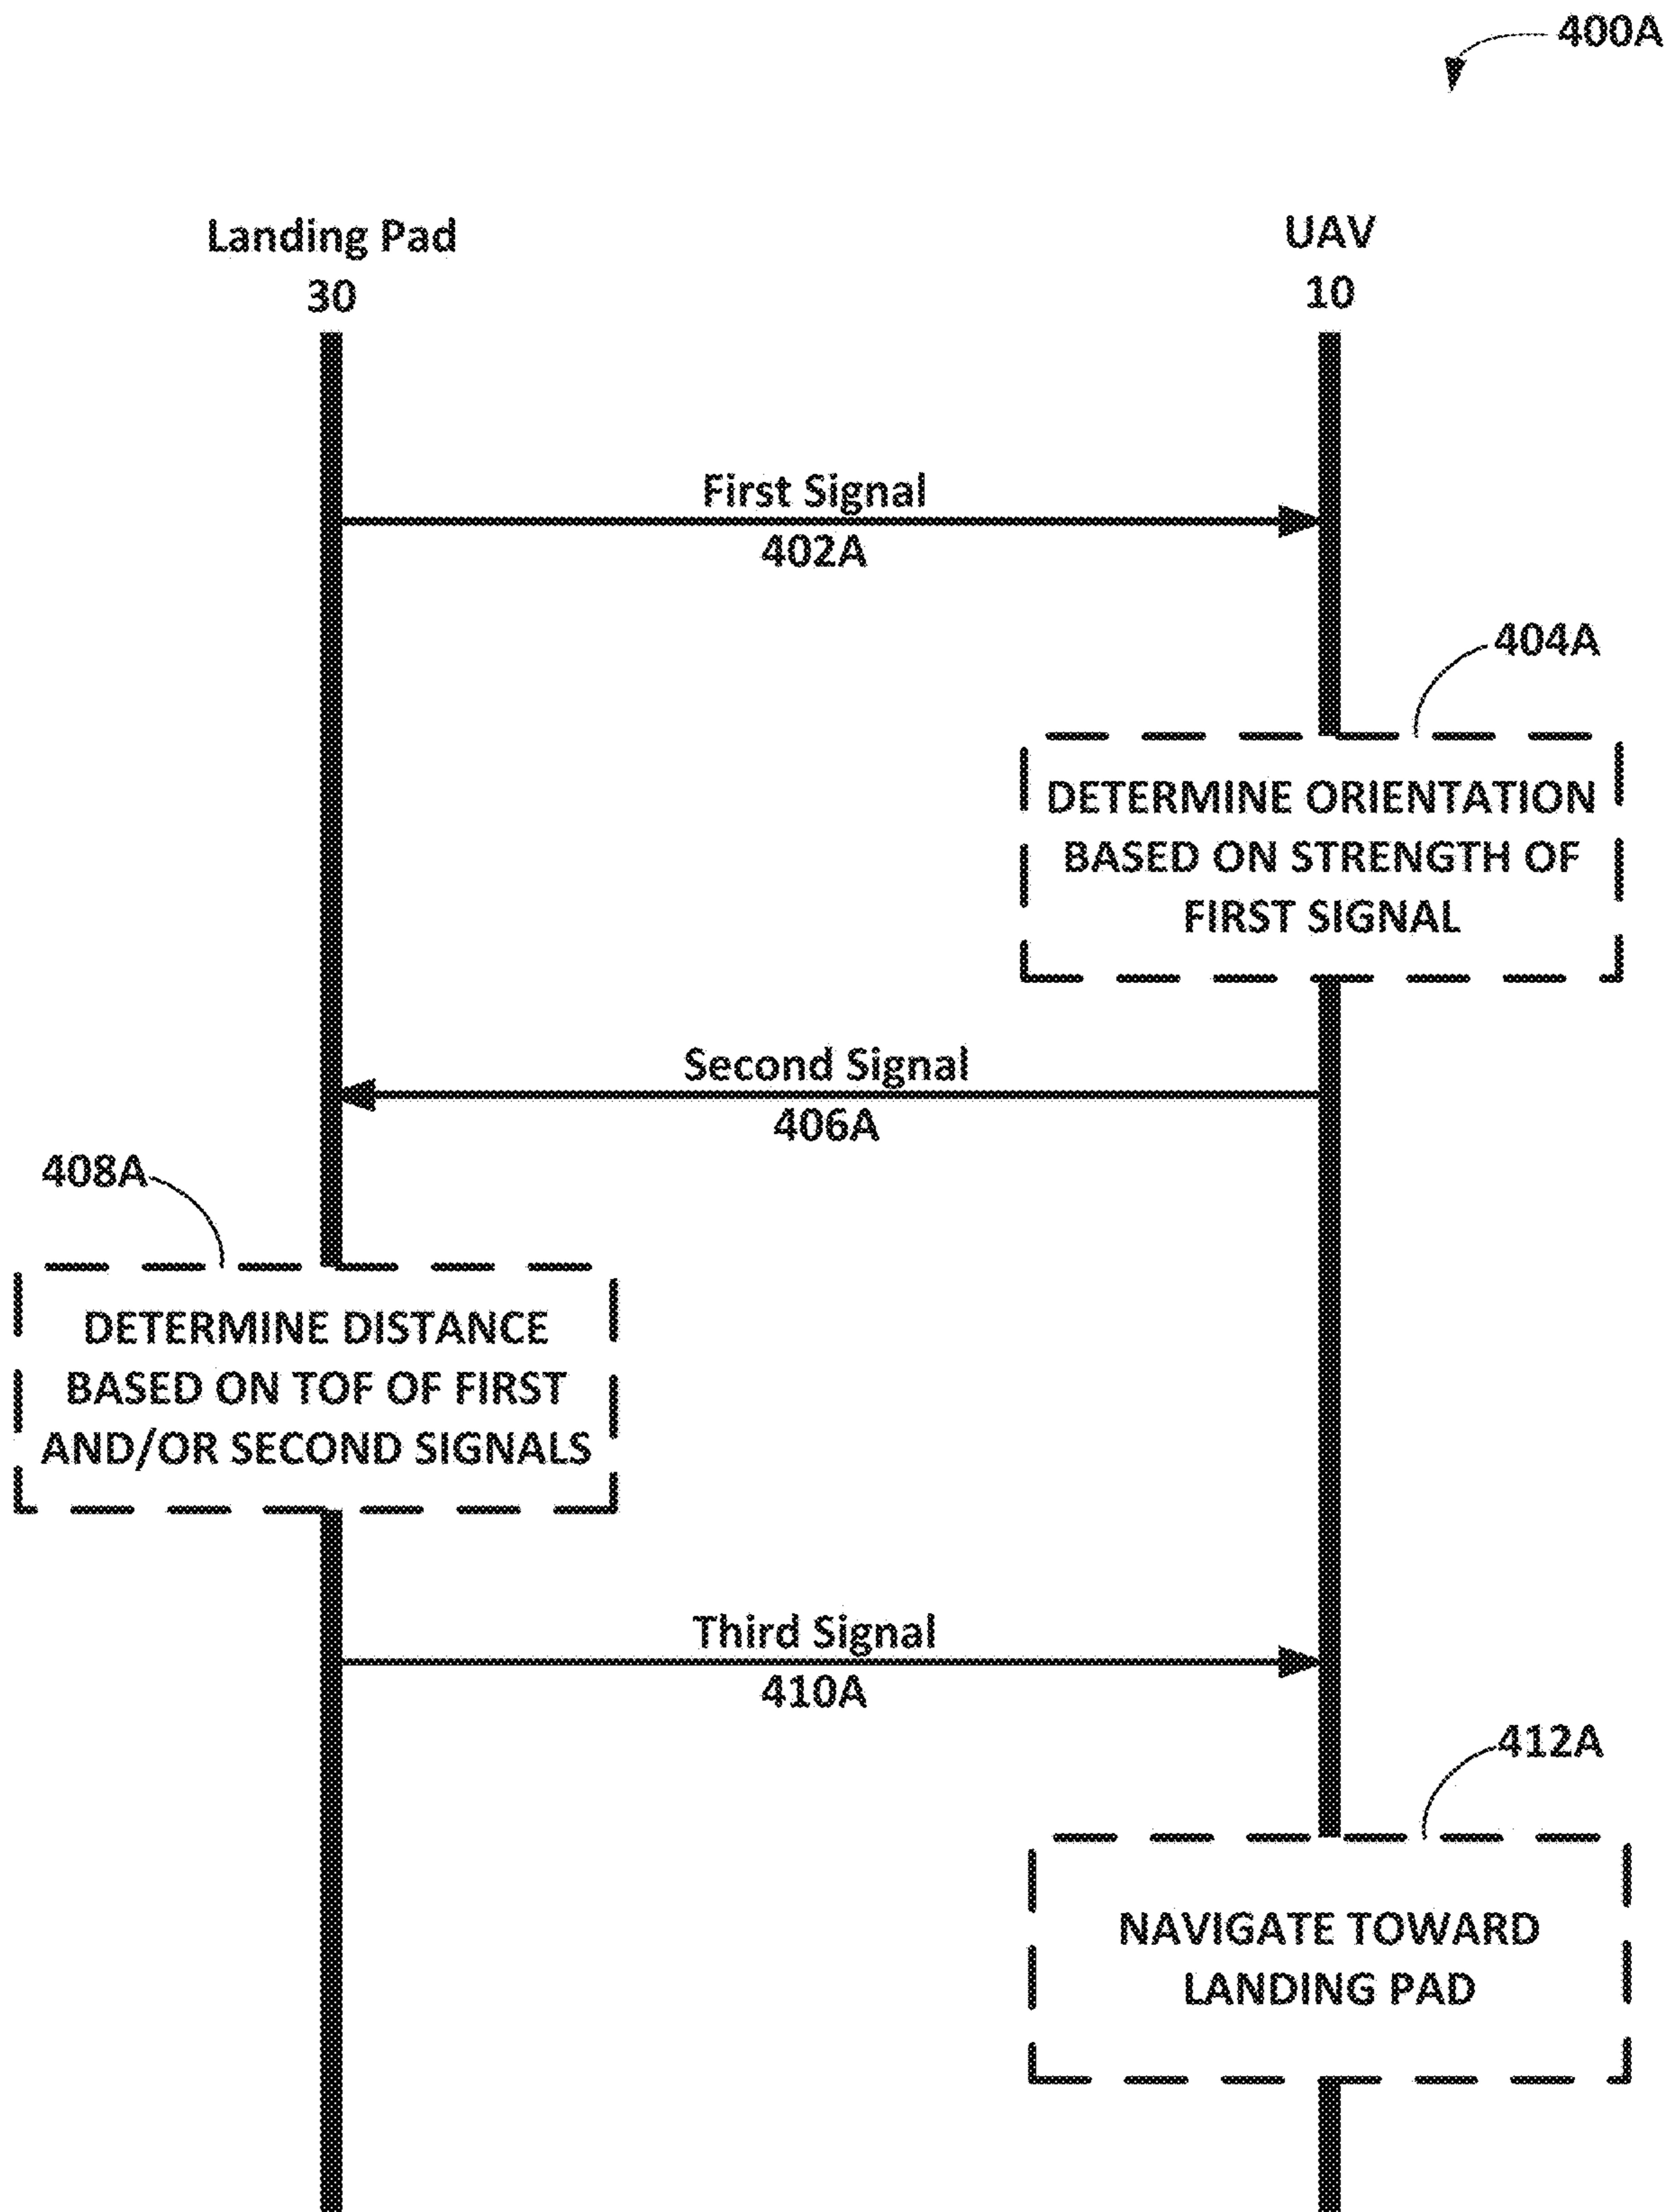 400A
Landing Pad
30
UAV
10
First Signal
402A
404A
DETERMINE ORIENTATION
BASED ON STRENGTH OF
FIRST SIGNAL
Second Signal
406A
408A
DETERMINE DISTANCE
BASED ON TOF OF FIRST
AND/OR SECOND SIGNALS
Third Signal
410A
412A
NAVIGATE TOWARD
LANDING PAD